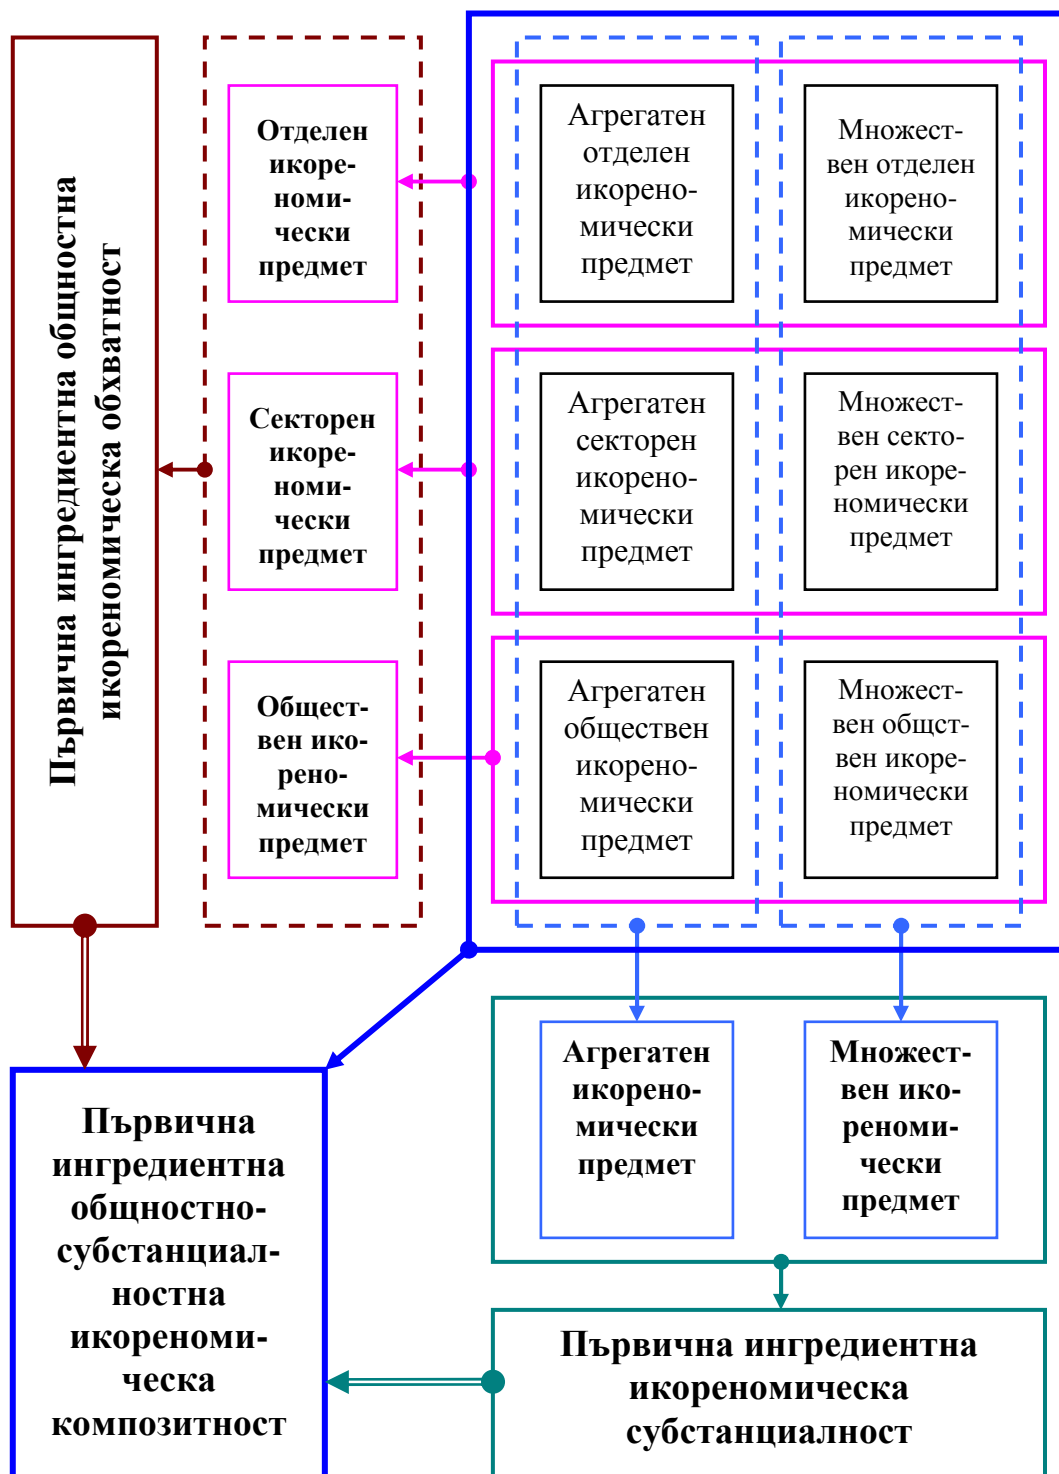 Първична ингредиентна общностна
икореномическа обхватност
Отделен
икоре-
номи-
чески
предмет
Агрегатен
отделен
икорено-
мически
предмет
Множест-
вен отделен
икорено-
мически
предмет
Секторен
икоре-
номи-
чески
предмет
Агрегатен
секторен
икорено-
мически
предмет
Множест-
вен секто-
рен икоре-
номически
предмет
Общест-
вен ико-
рено-
мически
предмет
Агрегатен
обществен
икорено-
мически
предмет
Множест-
вен общст-
вен икоре-
номически
предмет
Агрегатен
икорено-
мически
предмет
Множест-
вен ико-
реноми-
чески
предмет
Първична
ингредиентна
общностно-
субстанциал-
ностна
икореноми-
ческа
композитност
Първична ингредиентна
икореномическа
субстанциалност